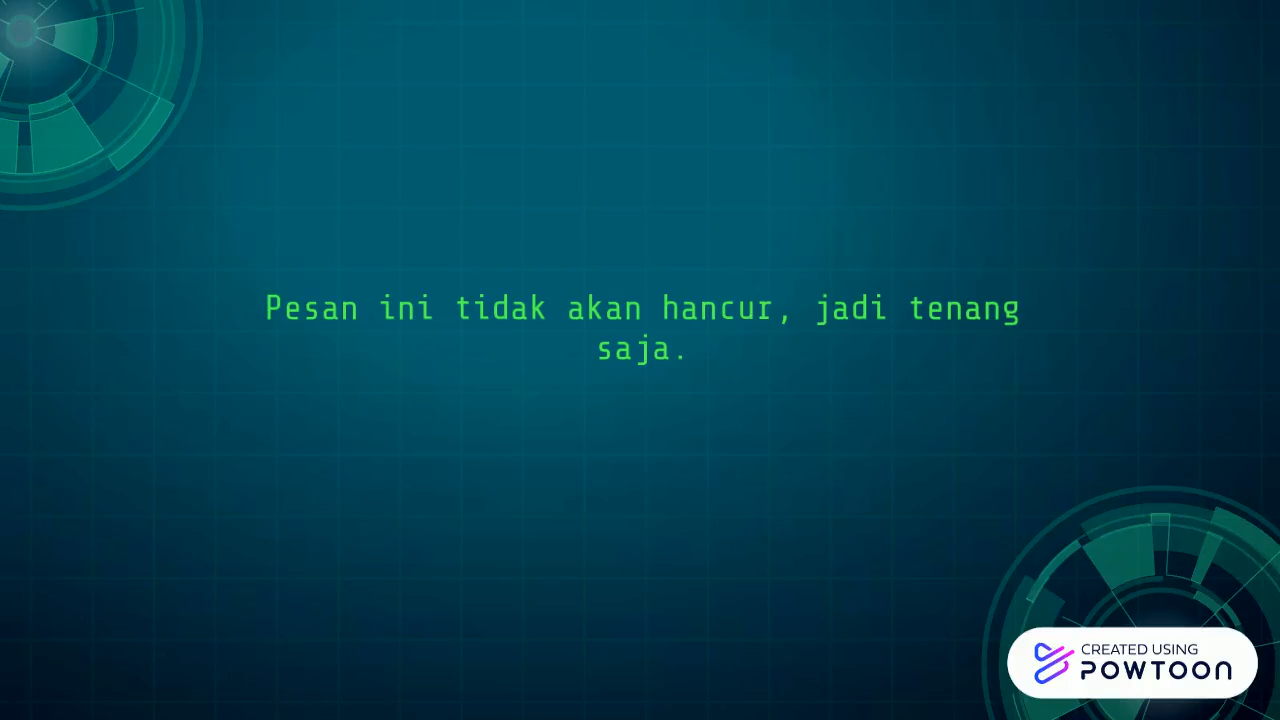 Pesan ini tidak akan hancur, jadi tenang
saja.
CREATED USING
POWTOON